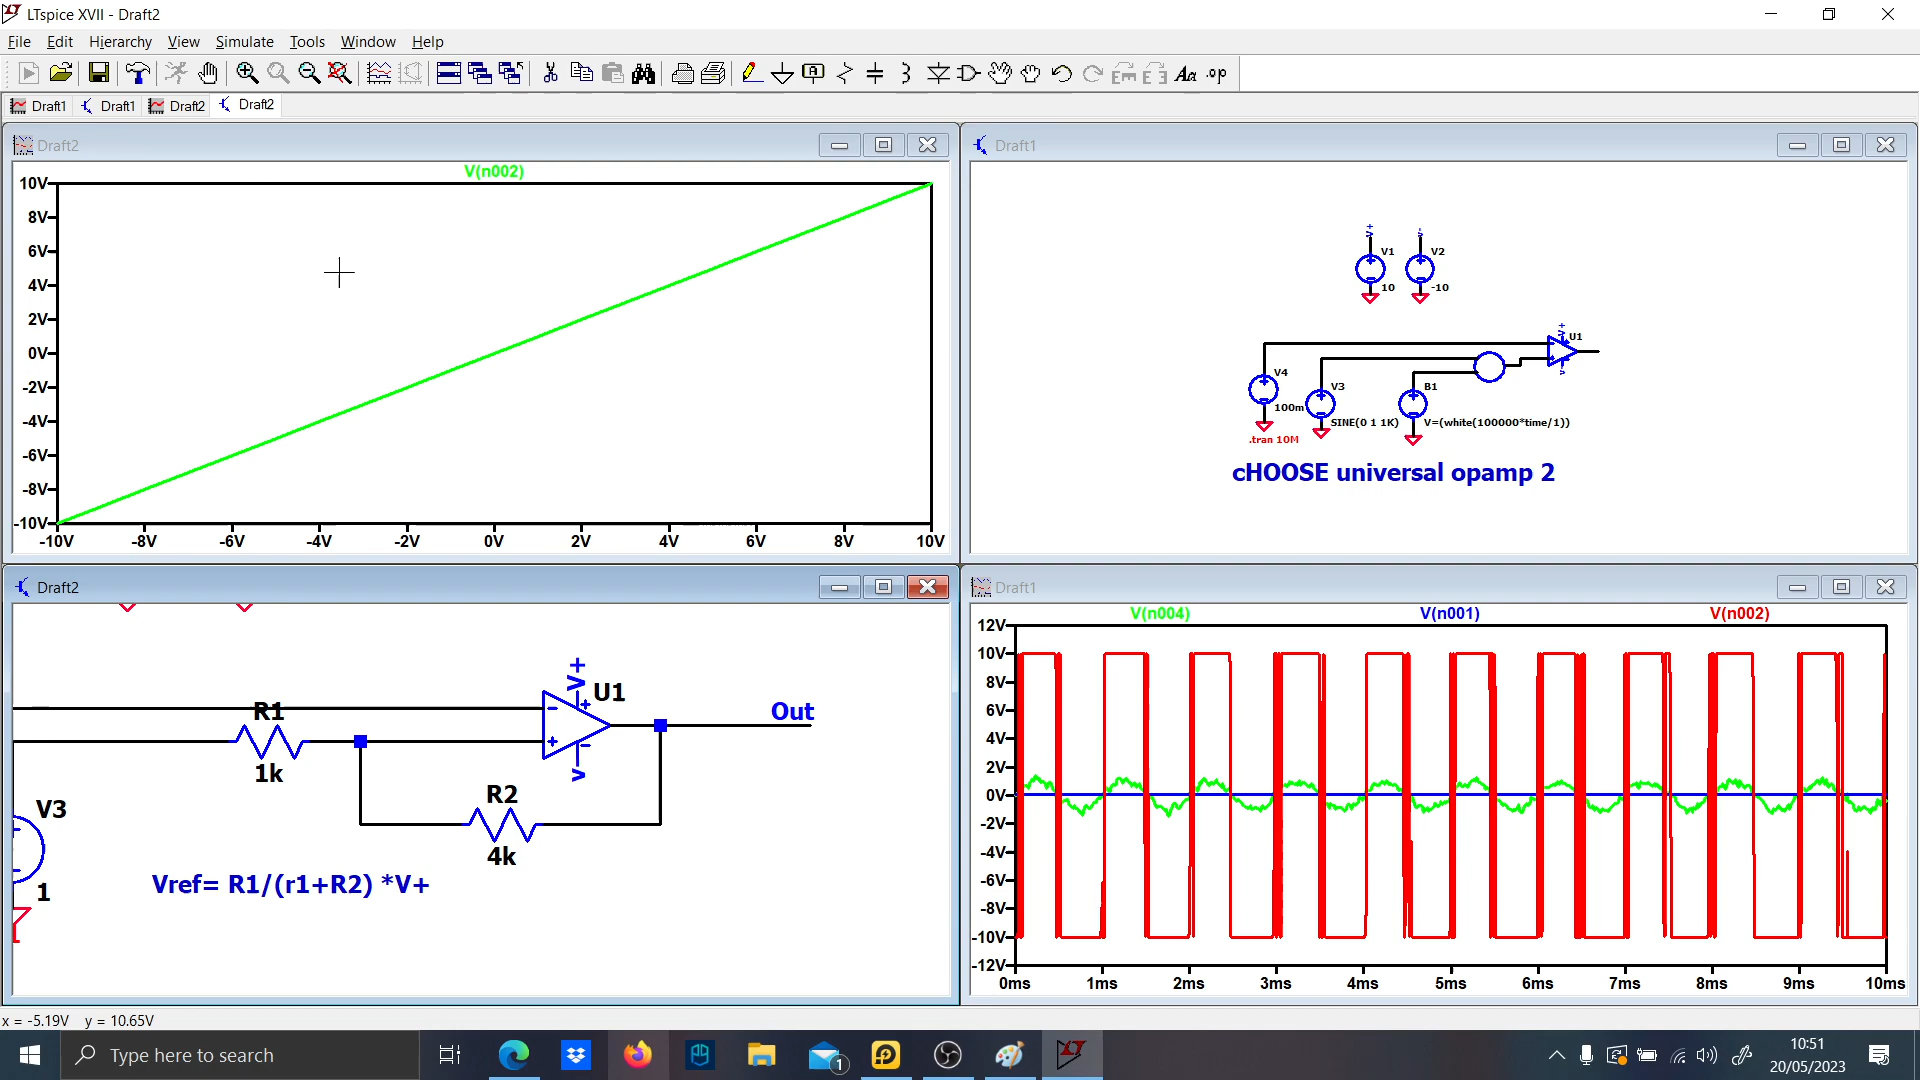 LTspice XVII - Draft2
File Edit Hierarchy View Simulate Tools Window Help
Aa .op
Draft1 Draft1 Draft2 Draft2
Draft2
V(n002)
10V
8V
6V
4V
2V
0V
-2V
-4V
-6V
-8V
-10V
-10V -8V -6V -4V -2V 0V 2V 4V 6V 8V 10V
Draft1
V+ V-
V1 V2
10 -10
V+
U1
V-
V4 V3 B1
100m SINE(0 1 1K) V=(white(100000*time/1))
.tran 10M
cHOOSE universal opamp 2
Draft2
V+
U1
R1
Out
1k
V-
R2
V3
4k
Vref= R1/(r1+R2) *V+
1
Draft1
V(n004) V(n001) V(n002)
12V
10V
8V
6V
4V
2V
0V
-2V
-4V
-6V
-8V
-10V
-12V
0ms 1ms 2ms 3ms 4ms 5ms 6ms 7ms 8ms 9ms 10ms
x = -5.19V y = 10.65V
Type here to search
1
10:51
20/05/2023